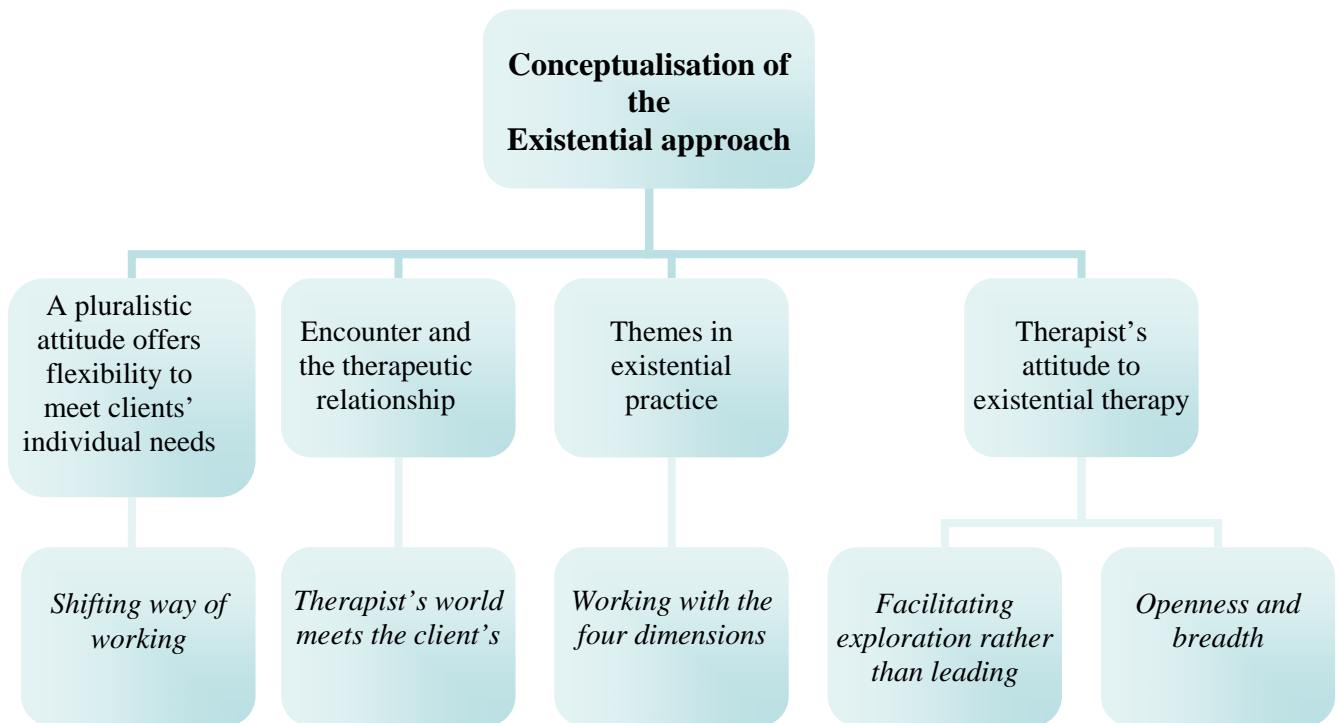 Conceptualisation of
the
Existential approach
A pluralistic
attitude offers
flexibility to
meet clients’
individual needs
Encounter and
the therapeutic
relationship
Themes in
existential
practice
Therapist’s
attitude to
existential therapy
Shifting way of
working
Therapist’s world
meets the client’s
Working with the
four dimensions
Facilitating
exploration rather
than leading
Openness and
breadth